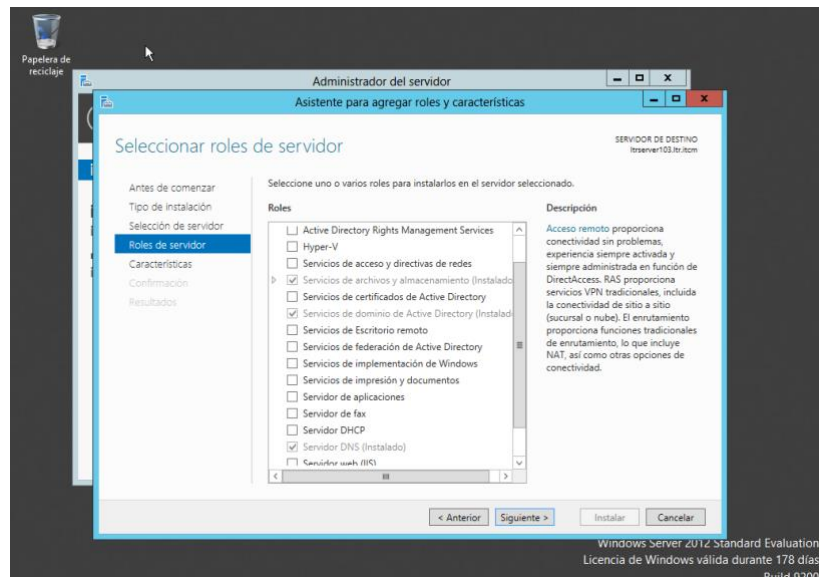 Papelera de
reciclaje
Administrador del servidor
Asistente para agregar roles y características
Seleccionar roles de servidor
SERVIDOR DE DESTINO
ltrserver103.ltr.itcm
Antes de comenzar
Tipo de instalación
Selección de servidor
Roles de servidor
Características
Confirmación
Resultados
Seleccione uno o varios roles para instalarlos en el servidor seleccionado.
Roles
Active Directory Rights Management Services
Hyper-V
Servicios de acceso y directivas de redes
Servicios de archivos y almacenamiento (Instalado
Servicios de certificados de Active Directory
Servicios de dominio de Active Directory (Instalad
Servicios de Escritorio remoto
Servicios de federación de Active Directory
Servicios de implementación de Windows
Servicios de impresión y documentos
Servidor de aplicaciones
Servidor de fax
Servidor DHCP
Servidor DNS (Instalado)
Servidor web (IIS)
Descripción
Acceso remoto proporciona
conectividad sin problemas,
experiencia siempre activada y
siempre administrada en función de
DirectAccess. RAS proporciona
servicios VPN tradicionales, incluida
la conectividad de sitio a sitio
(sucursal o nube). El enrutamiento
proporciona funciones tradicionales
de enrutamiento, lo que incluye
NAT, así como otras opciones de
conectividad.
< Anterior
Siguiente >
Instalar
Cancelar
Windows Server 2012 Standard Evaluation
Licencia de Windows válida durante 178 días
Build 9200